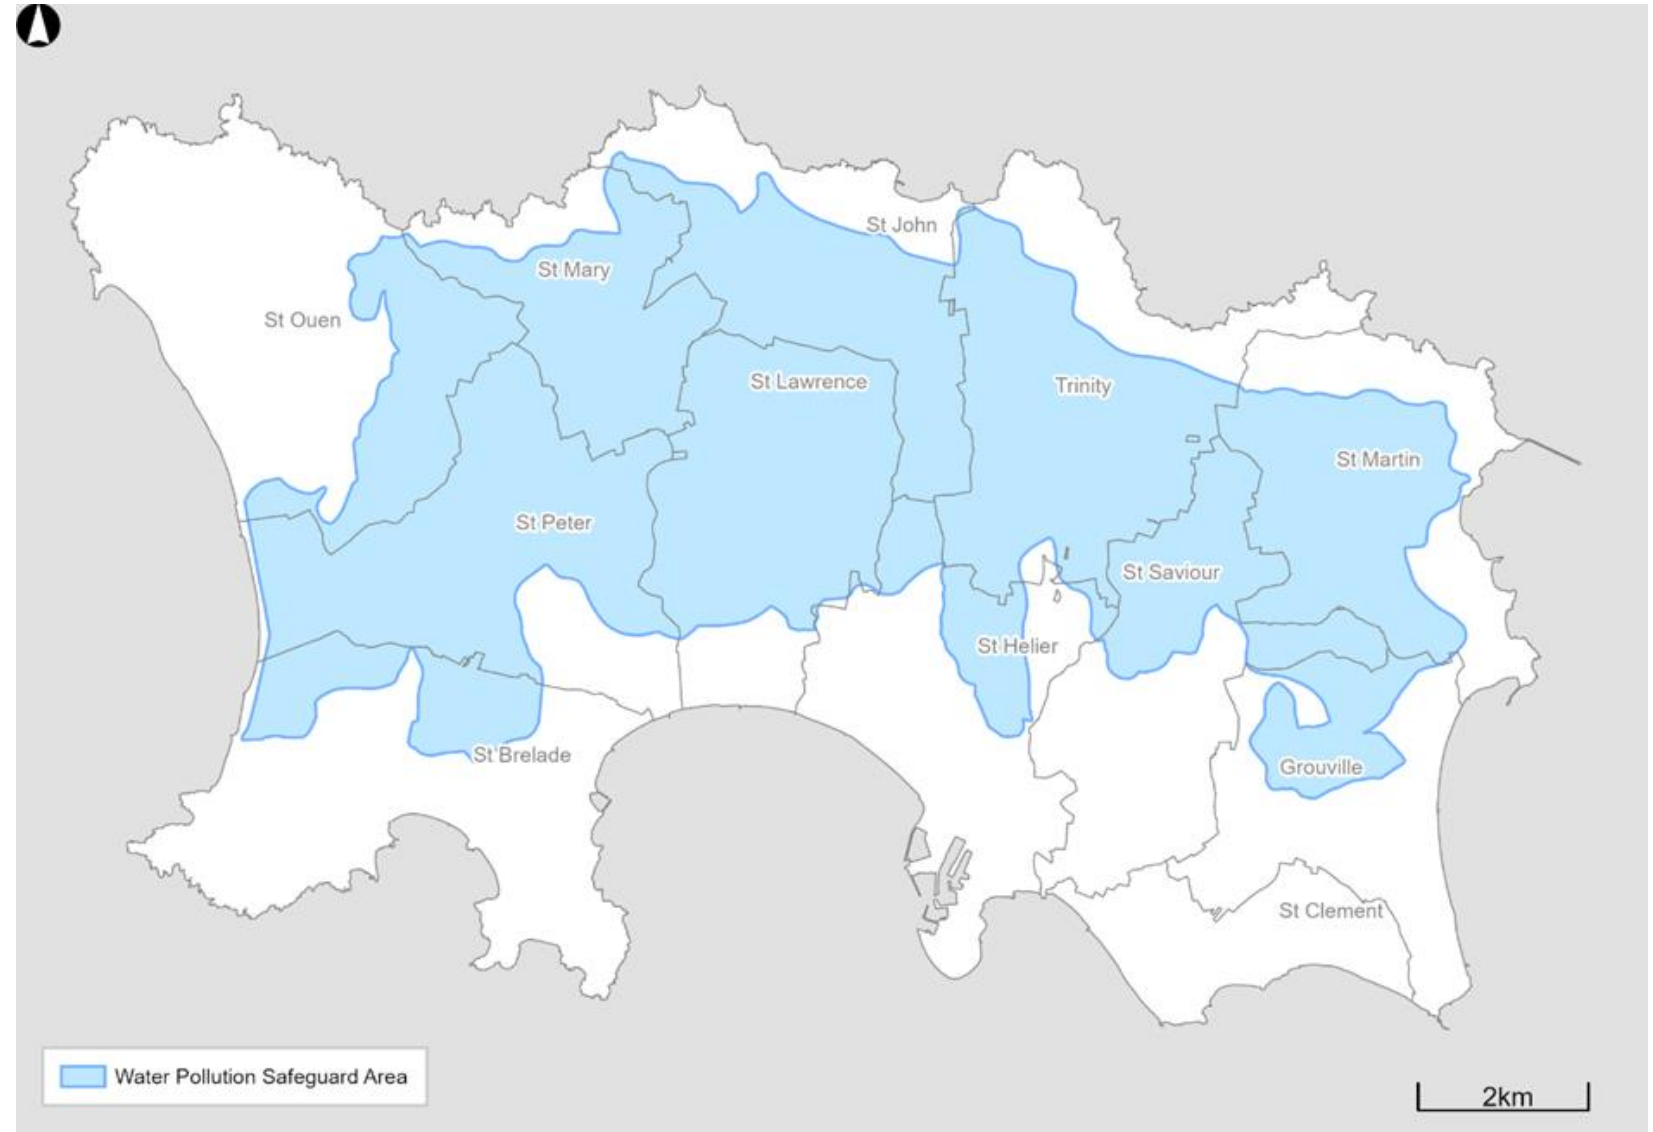 St John
St Mary
St Ouen
St Lawrence
Trinity
St Martin
St Peter
St Saviour
St Helier
St Brelade
Grouville
St Clement
Water Pollution Safeguard Area
2km